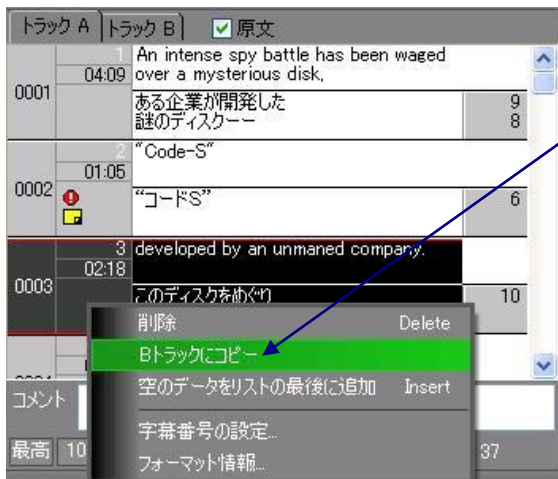 トラック A トラック B 原文
1 An intense spy battle has been waged
04:09 over a mysterious disk,
0001
ある企業が開発した 9
謎のディスクーー 8
2 “Code-S”
01:05
0002
“コードS” 6
3 developed by an unmaned company.
02:18
0003
このディスクをめぐり 10
削除 Delete
Bトラックにコピー
空のデータをリストの最後に追加 Insert
コメント
字幕番号の設定...
最高 10 37
フォーマット情報...